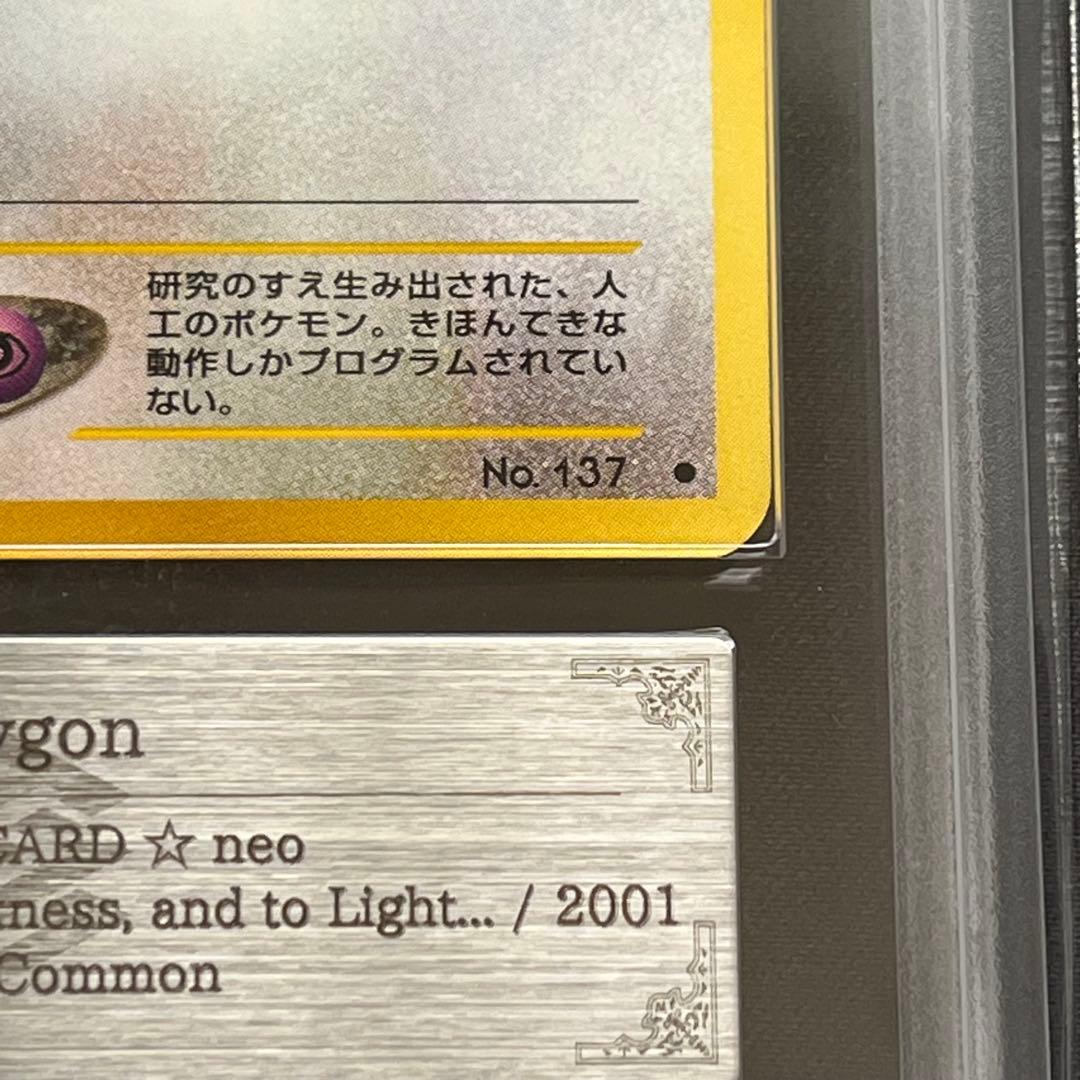 研究のすえ生み出された、人
工のポケモン。きほんてきな
動作しかプログラムされてい
ない。
No. 137 ●
ygon
CARD ☆ neo
ness, and to Light... / 2001
Common